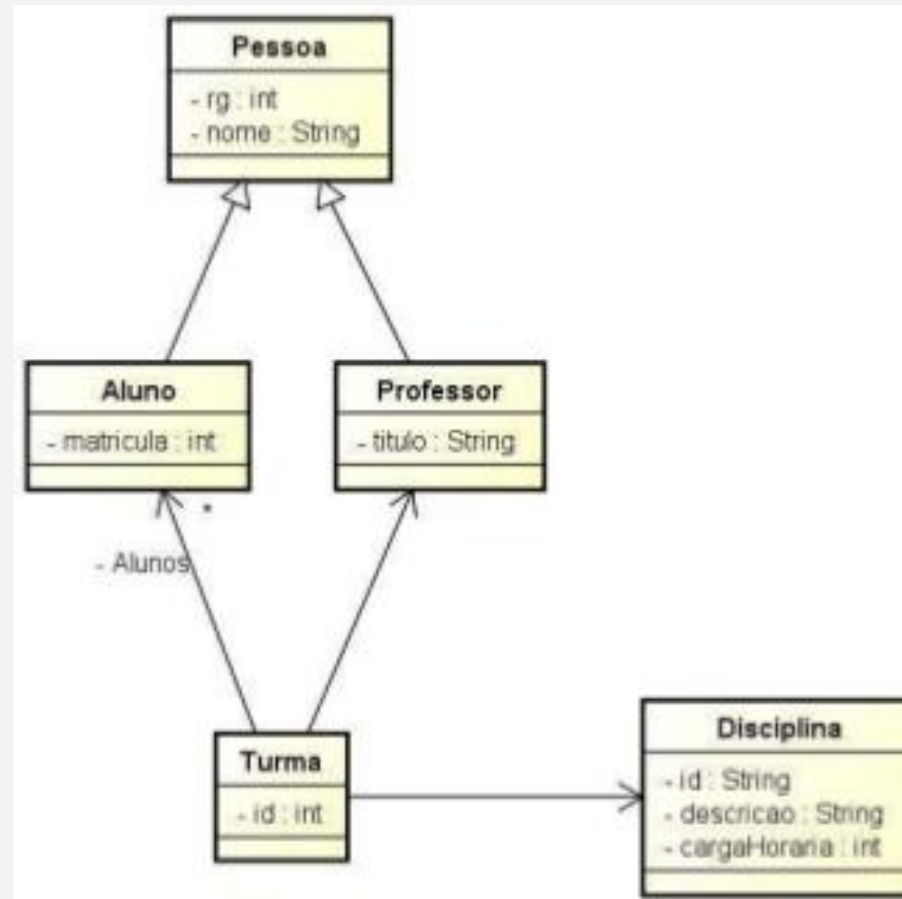 Pessoa
- rg : int
- nome : String
Aluno
- matricula : int
Professor
- titulo : String
*
- Alunos
Turma
- id : int
Disciplina
- id : String
- descricao : String
- cargaHoraria : int